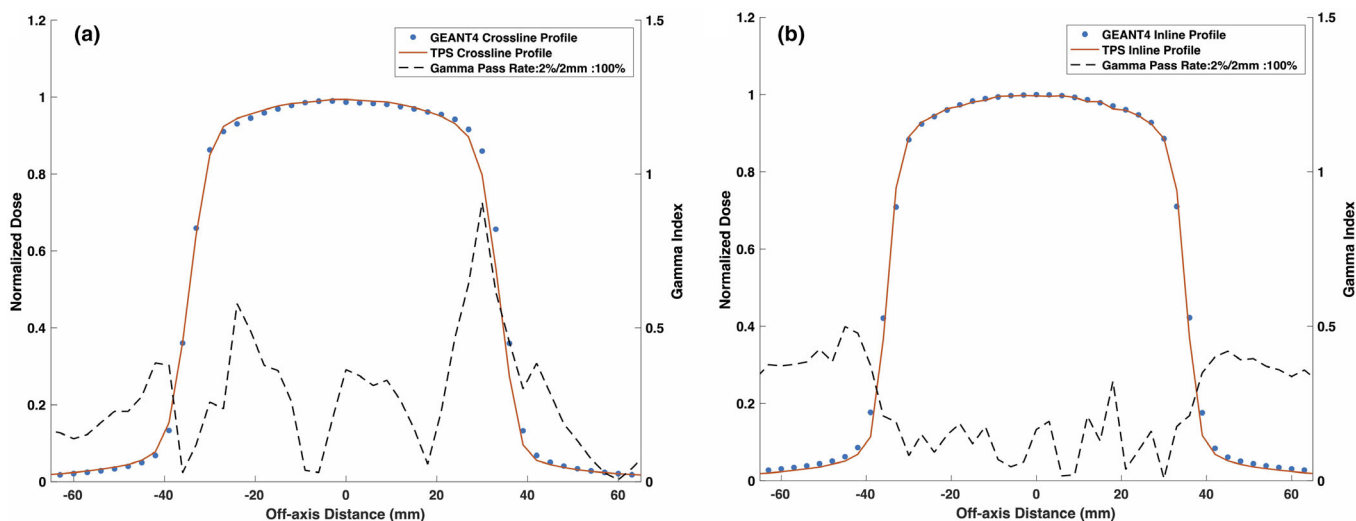 (a)
GEANT4 Crossline Profile
TPS Crossline Profile
Gamma Pass Rate:2%/2mm :100%
Normalized Dose
1.2
1
0.8
0.6
0.4
0.2
0
1.5
1
0.5
0
Gamma Index
-60 -40 -20 0 20 40 60
Off-axis Distance (mm)
(b)
GEANT4 Inline Profile
TPS Inline Profile
Gamma Pass Rate:2%/2mm :100%
Normalized Dose
1.2
1
0.8
0.6
0.4
0.2
0
1.5
1
0.5
0
Gamma Index
-60 -40 -20 0 20 40 60
Off-axis Distance (mm)